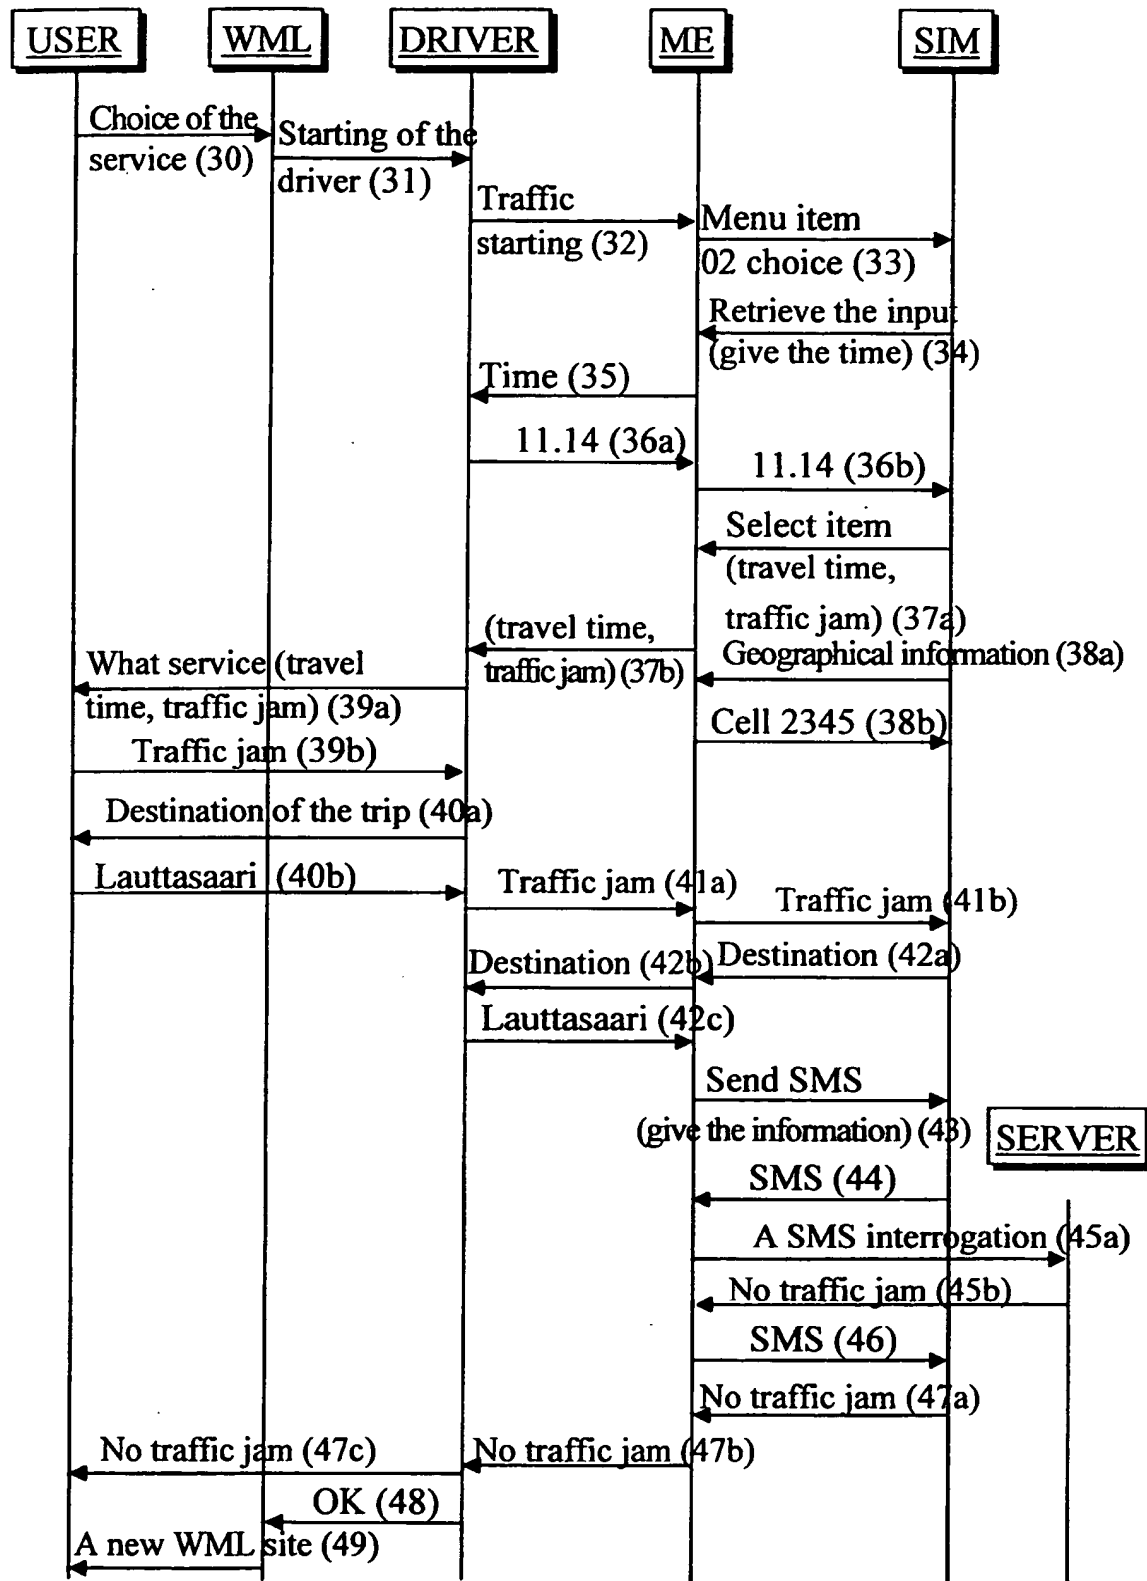 USER
WML
DRIVER
ME
SIM
Choice of the
service (30)
Starting of the
driver (31)
Traffic
starting (32)
Menu item
02 choice (33)
Retrieve the input
(give the time) (34)
Time (35)
11.14 (36a)
11.14 (36b)
Select item
(travel time,
traffic jam) (37a)
(travel time,
traffic jam) (37b)
Geographical information (38a)
What service (travel
time, traffic jam) (39a)
Cell 2345 (38b)
Traffic jam (39b)
Destination of the trip (40a)
Lauttasaari (40b)
Traffic jam (41a)
Traffic jam (41b)
Destination (42a)
Destination (42b)
Lauttasaari (42c)
Send SMS
(give the information) (43)
SERVER
SMS (44)
A SMS interrogation (45a)
No traffic jam (45b)
SMS (46)
No traffic jam (47a)
No traffic jam (47b)
No traffic jam (47c)
OK (48)
A new WML site (49)